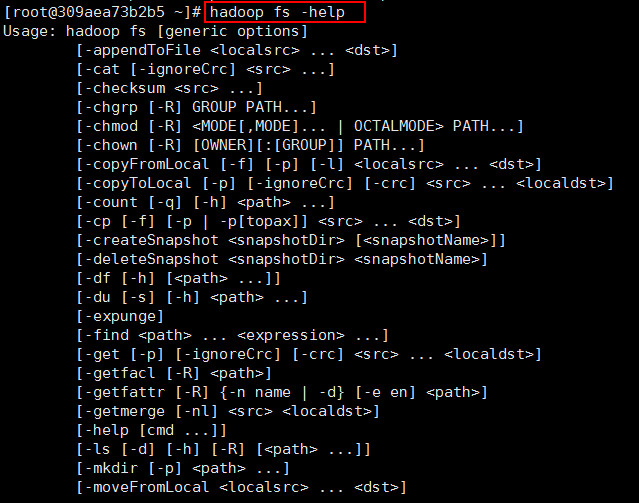 [root@309aea73b2b5 ~]# hadoop fs -help
Usage: hadoop fs [generic options]
[-appendToFile <localsrc> ... <dst>]
[-cat [-ignoreCrc] <src> ...]
[-checksum <src> ...]
[-chgrp [-R] GROUP PATH...]
[-chmod [-R] <MODE[,MODE]... | OCTALMODE> PATH...]
[-chown [-R] [OWNER][:[GROUP]] PATH...]
[-copyFromLocal [-f] [-p] [-l] <localsrc> ... <dst>]
[-copyToLocal [-p] [-ignoreCrc] [-crc] <src> ... <localdst>]
[-count [-q] [-h] <path> ...]
[-cp [-f] [-p | -p[topax]] <src> ... <dst>]
[-createSnapshot <snapshotDir> [<snapshotName>]]
[-deleteSnapshot <snapshotDir> <snapshotName>]
[-df [-h] [<path> ...]]
[-du [-s] [-h] <path> ...]
[-expunge]
[-find <path> ... <expression> ...]
[-get [-p] [-ignoreCrc] [-crc] <src> ... <localdst>]
[-getfacl [-R] <path>]
[-getfattr [-R] {-n name | -d} [-e en] <path>]
[-getmerge [-nl] <src> <localdst>]
[-help [cmd ...]]
[-ls [-d] [-h] [-R] [<path> ...]]
[-mkdir [-p] <path> ...]
[-moveFromLocal <localsrc> ... <dst>]